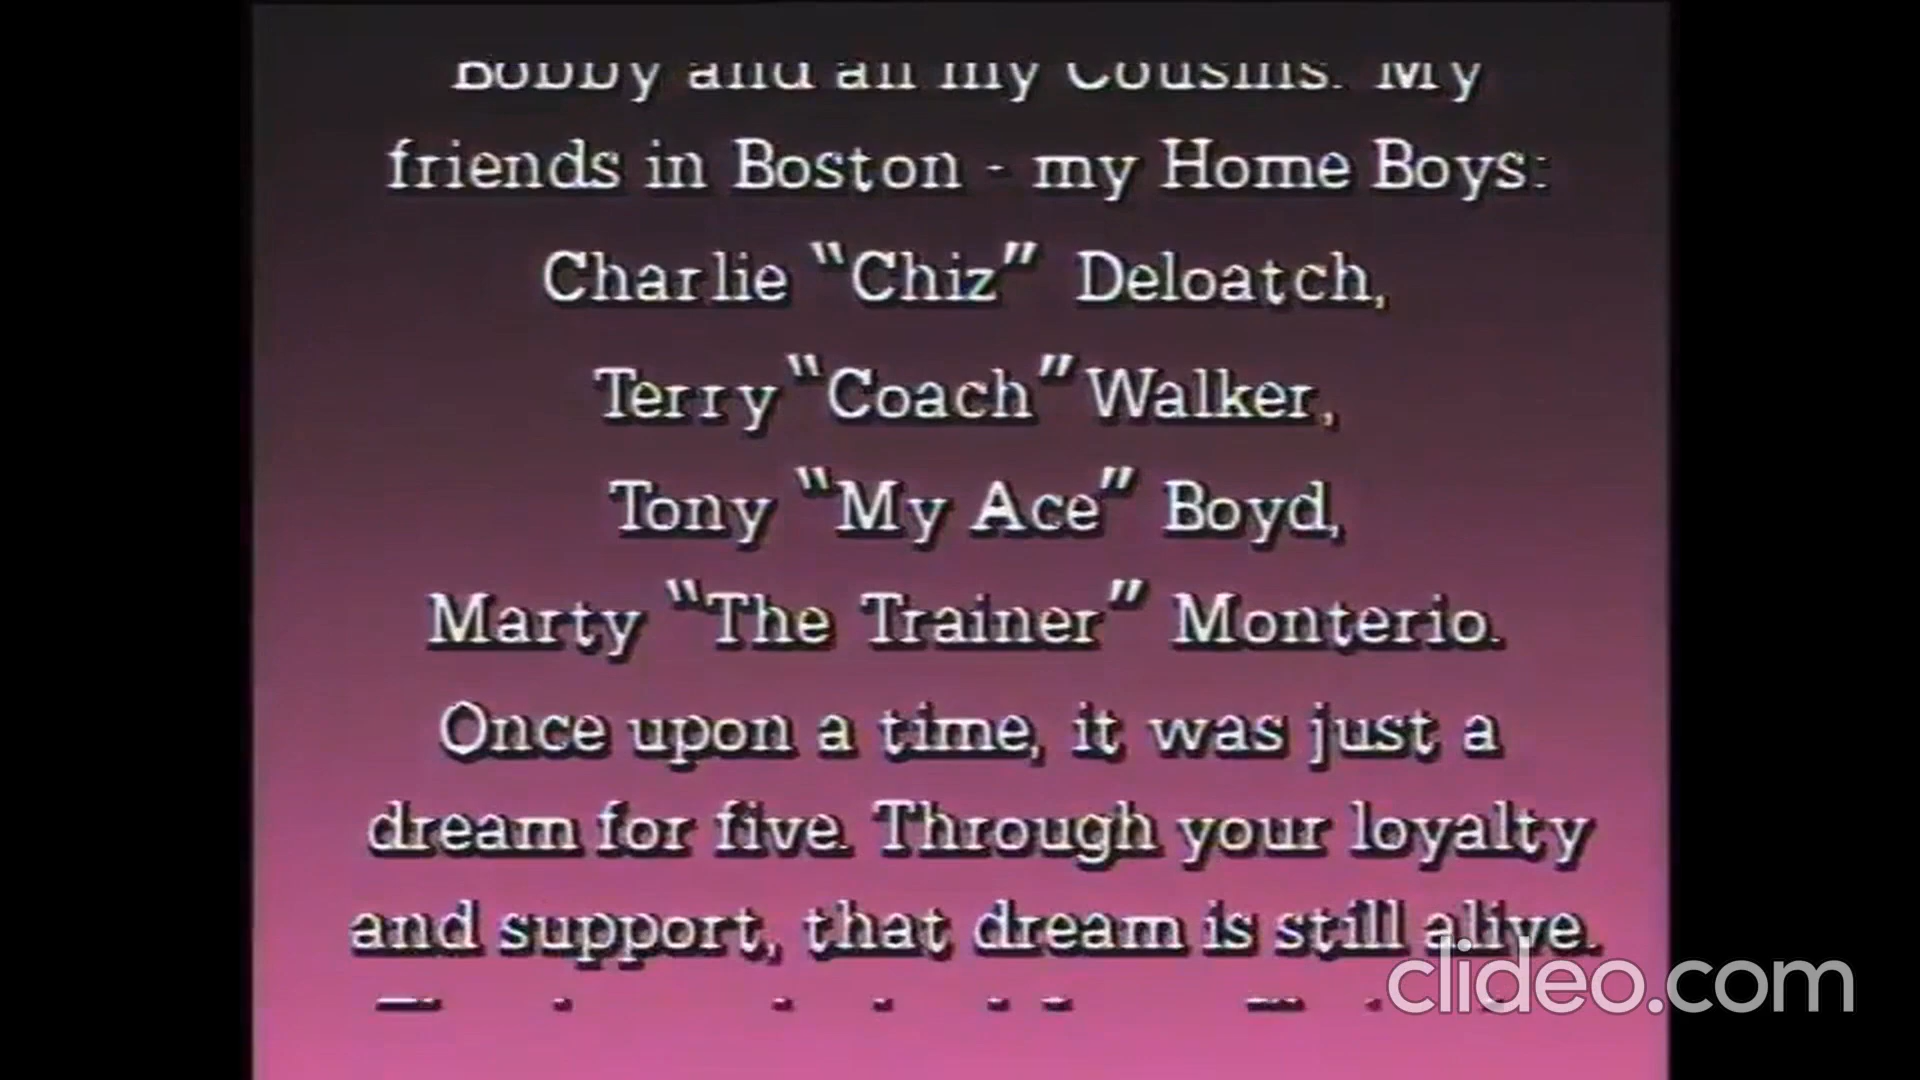 Bobby and all my Cousins. My
friends in Boston - my Home Boys:
Charlie "Chiz" Deloatch,
Terry "Coach" Walker,
Tony "My Ace" Boyd,
Marty "The Trainer" Monterio.
Once upon a time, it was just a
dream for five. Through your loyalty
and support, that dream is still alive.
clideo.com